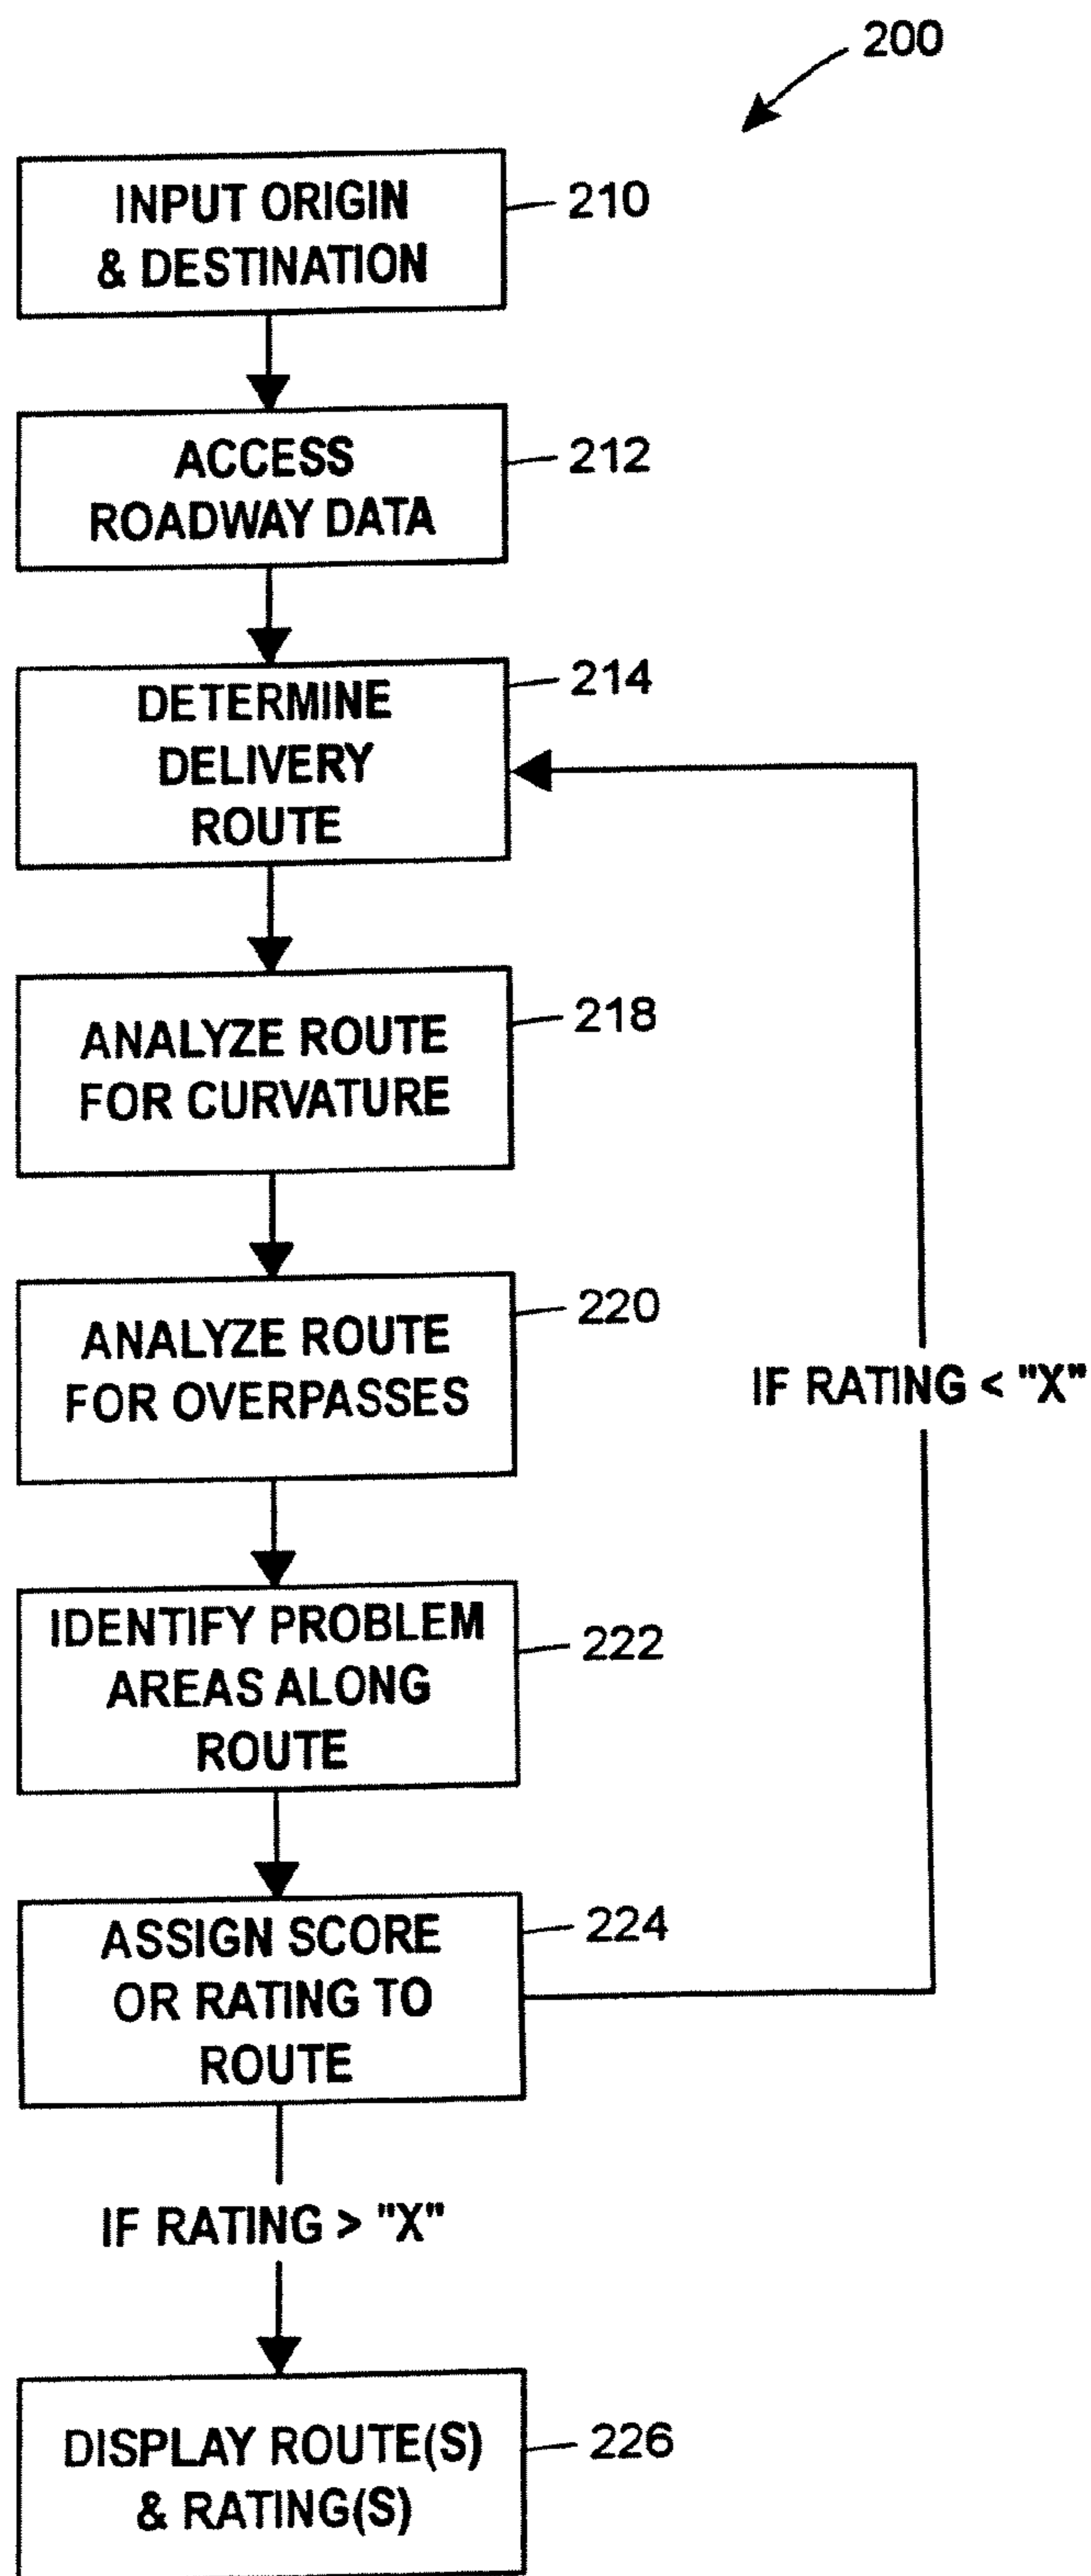 200
INPUT ORIGIN
& DESTINATION
210
ACCESS
ROADWAY DATA
212
DETERMINE
DELIVERY
ROUTE
214
ANALYZE ROUTE
FOR CURVATURE
218
ANALYZE ROUTE
FOR OVERPASSES
220
IF RATING < "X"
IDENTIFY PROBLEM
AREAS ALONG
ROUTE
222
ASSIGN SCORE
OR RATING TO
ROUTE
224
IF RATING > "X"
DISPLAY ROUTE(S)
& RATING(S)
226